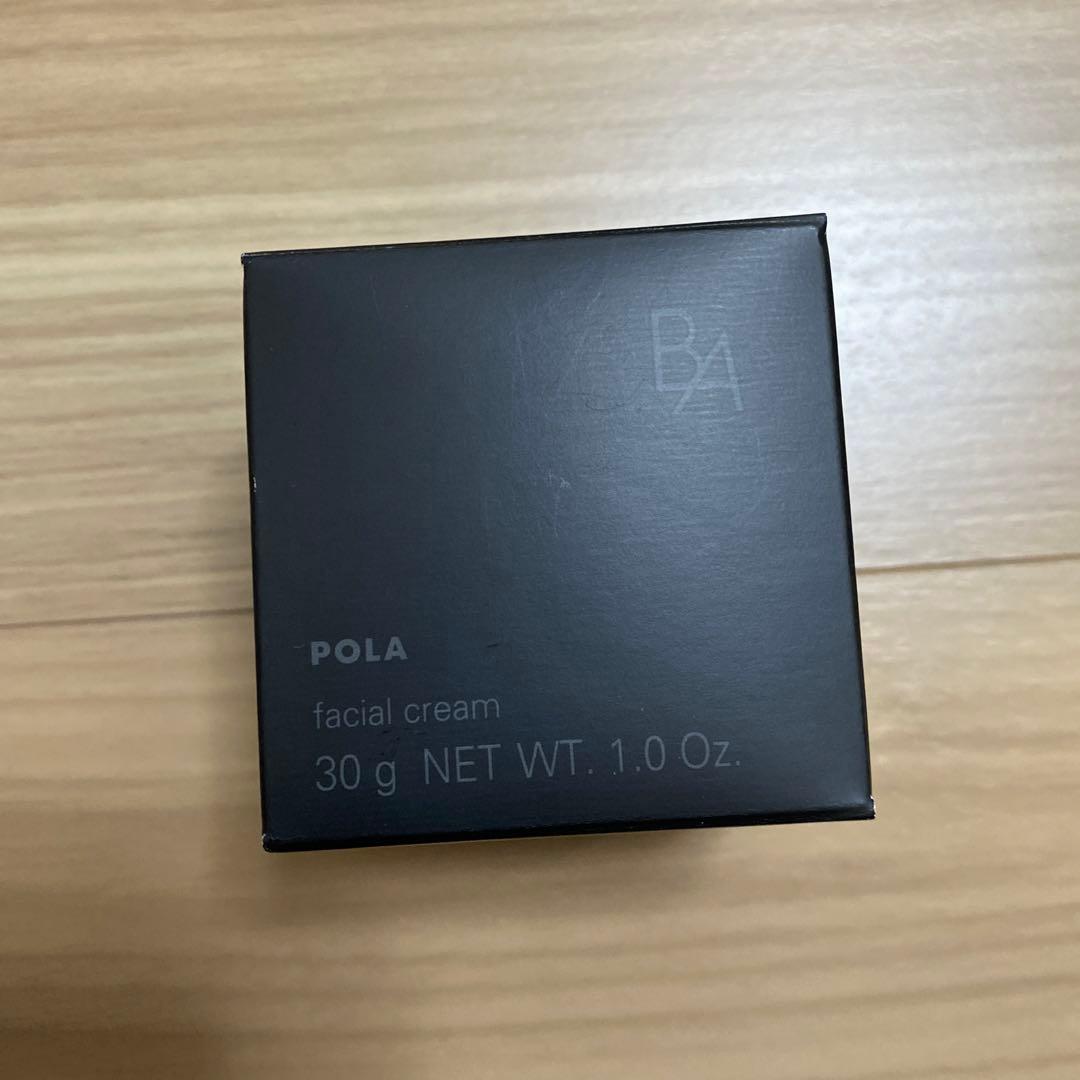 BA
POLA
facial cream
30 g NET WT. 1.0 Oz.